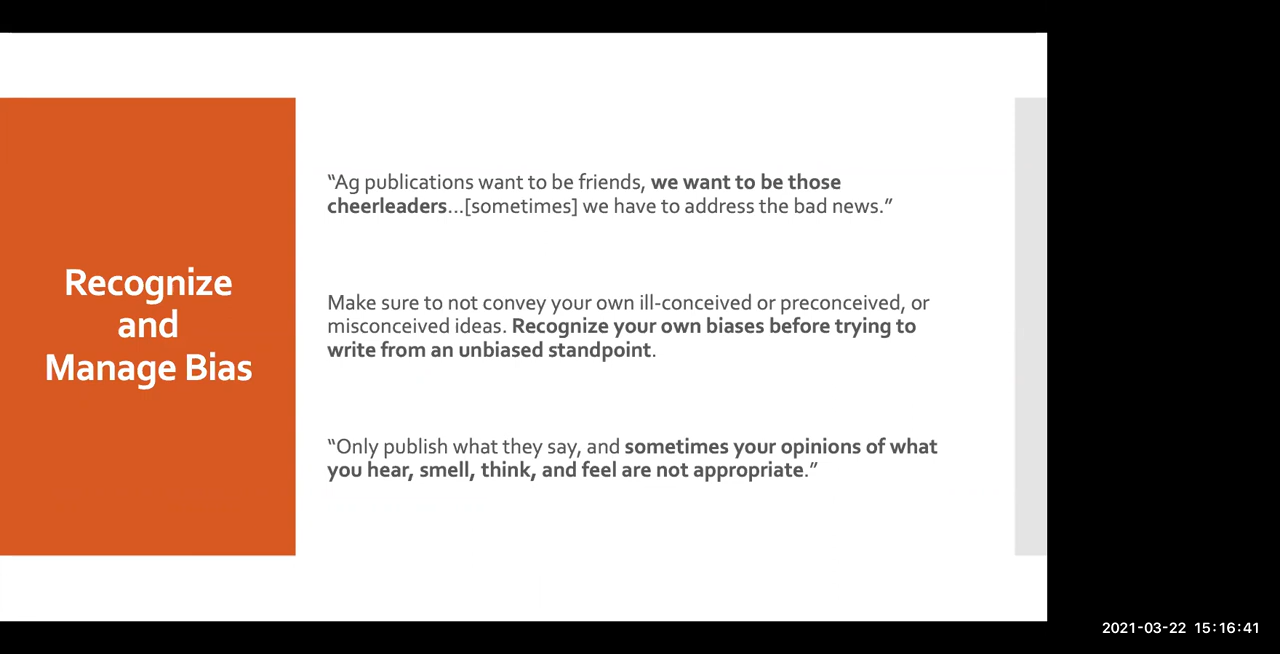 Recognize
and
Manage Bias
“Ag publications want to be friends, we want to be those
cheerleaders…[sometimes] we have to address the bad news.”
Make sure to not convey your own ill-conceived or preconceived, or
misconceived ideas. Recognize your own biases before trying to
write from an unbiased standpoint.
“Only publish what they say, and sometimes your opinions of what
you hear, smell, think, and feel are not appropriate.”
2021-03-22 15:16:41